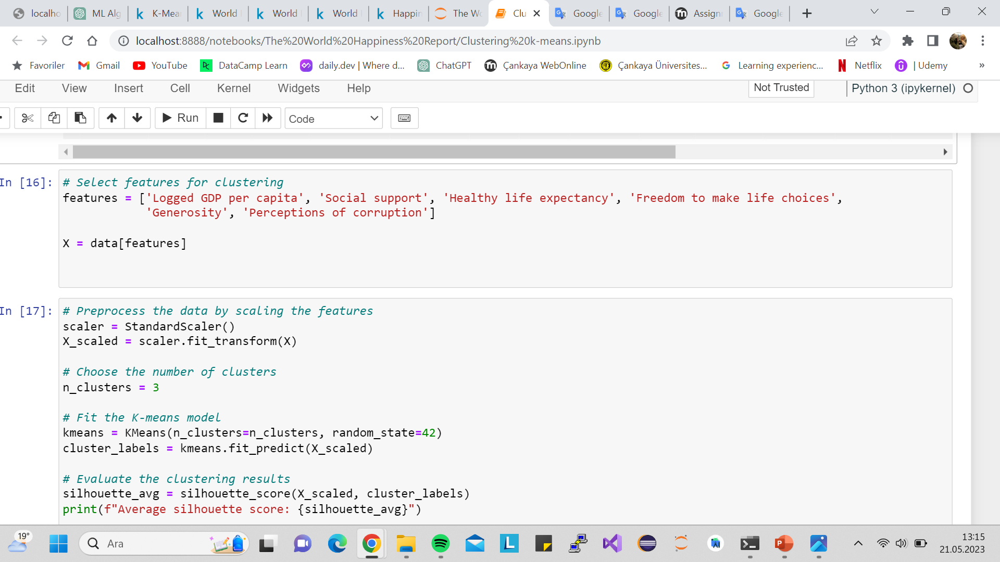 localho
ML Alg
K-Mear
World
World
World
Happin
The Wo
Clu
Google
Google
Assign
Google
localhost:8888/notebooks/The%20World%20Happiness%20Report/Clustering%20k-means.ipynb
Favoriler
Gmail
YouTube
DataCamp Learn
daily.dev | Where d...
ChatGPT
Çankaya WebOnline
Çankaya Üniversites...
Learning experienc...
Netflix
| Udemy
»
Edit View Insert Cell Kernel Widgets Help
Not Trusted
Python 3 (ipykernel)
Run
Code
In [16]:
# Select features for clustering
features = ['Logged GDP per capita', 'Social support', 'Healthy life expectancy', 'Freedom to make life choices',
'Generosity', 'Perceptions of corruption']
X = data[features]
In [17]:
# Preprocess the data by scaling the features
scaler = StandardScaler()
X_scaled = scaler.fit_transform(X)
# Choose the number of clusters
n_clusters = 3
# Fit the K-means model
kmeans = KMeans(n_clusters=n_clusters, random_state=42)
cluster_labels = kmeans.fit_predict(X_scaled)
# Evaluate the clustering results
silhouette_avg = silhouette_score(X_scaled, cluster_labels)
print(f"Average silhouette score: {silhouette_avg}")
19°
Ara
13:15
21.05.2023